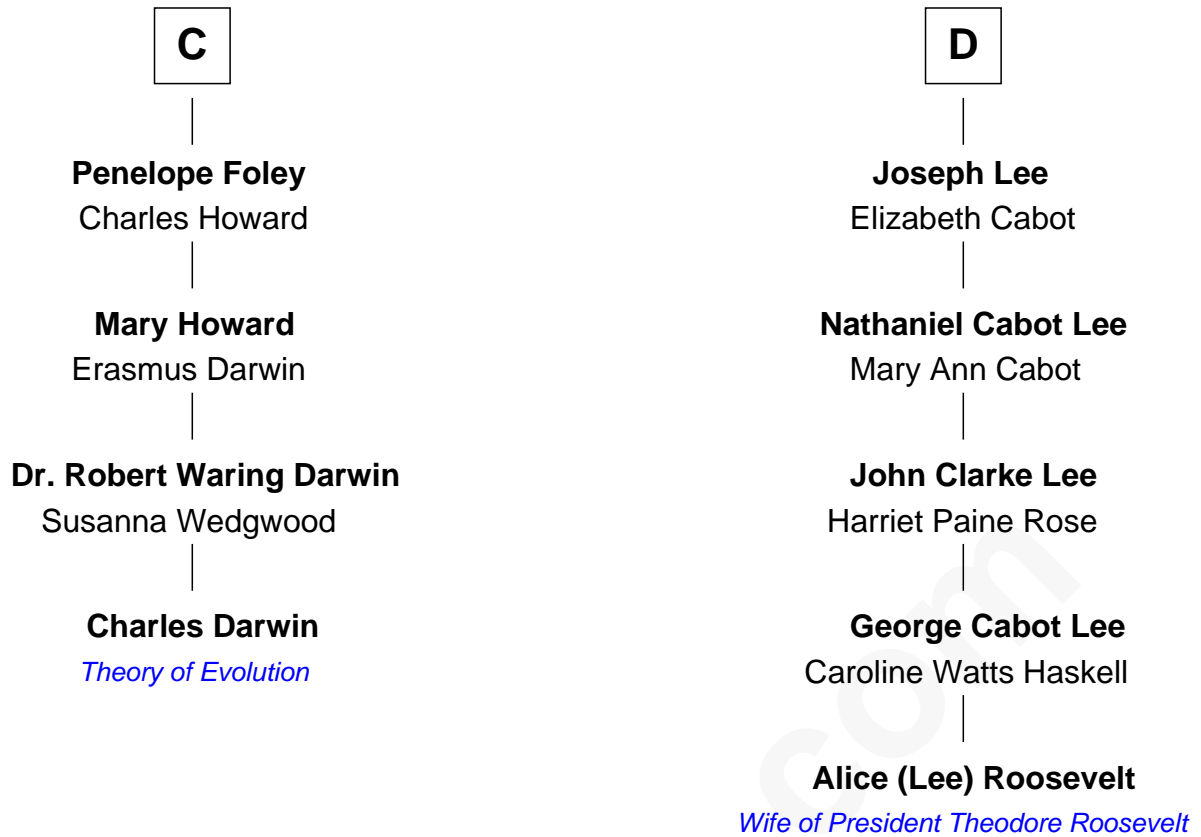 C
Penelope Foley
Charles Howard
Mary Howard
Erasmus Darwin
Dr. Robert Waring Darwin
Susanna Wedgwood
Charles Darwin
Theory of Evolution
D
Joseph Lee
Elizabeth Cabot
Nathaniel Cabot Lee
Mary Ann Cabot
John Clarke Lee
Harriet Paine Rose
George Cabot Lee
Caroline Watts Haskell
Alice (Lee) Roosevelt
Wife of President Theodore Roosevelt
com